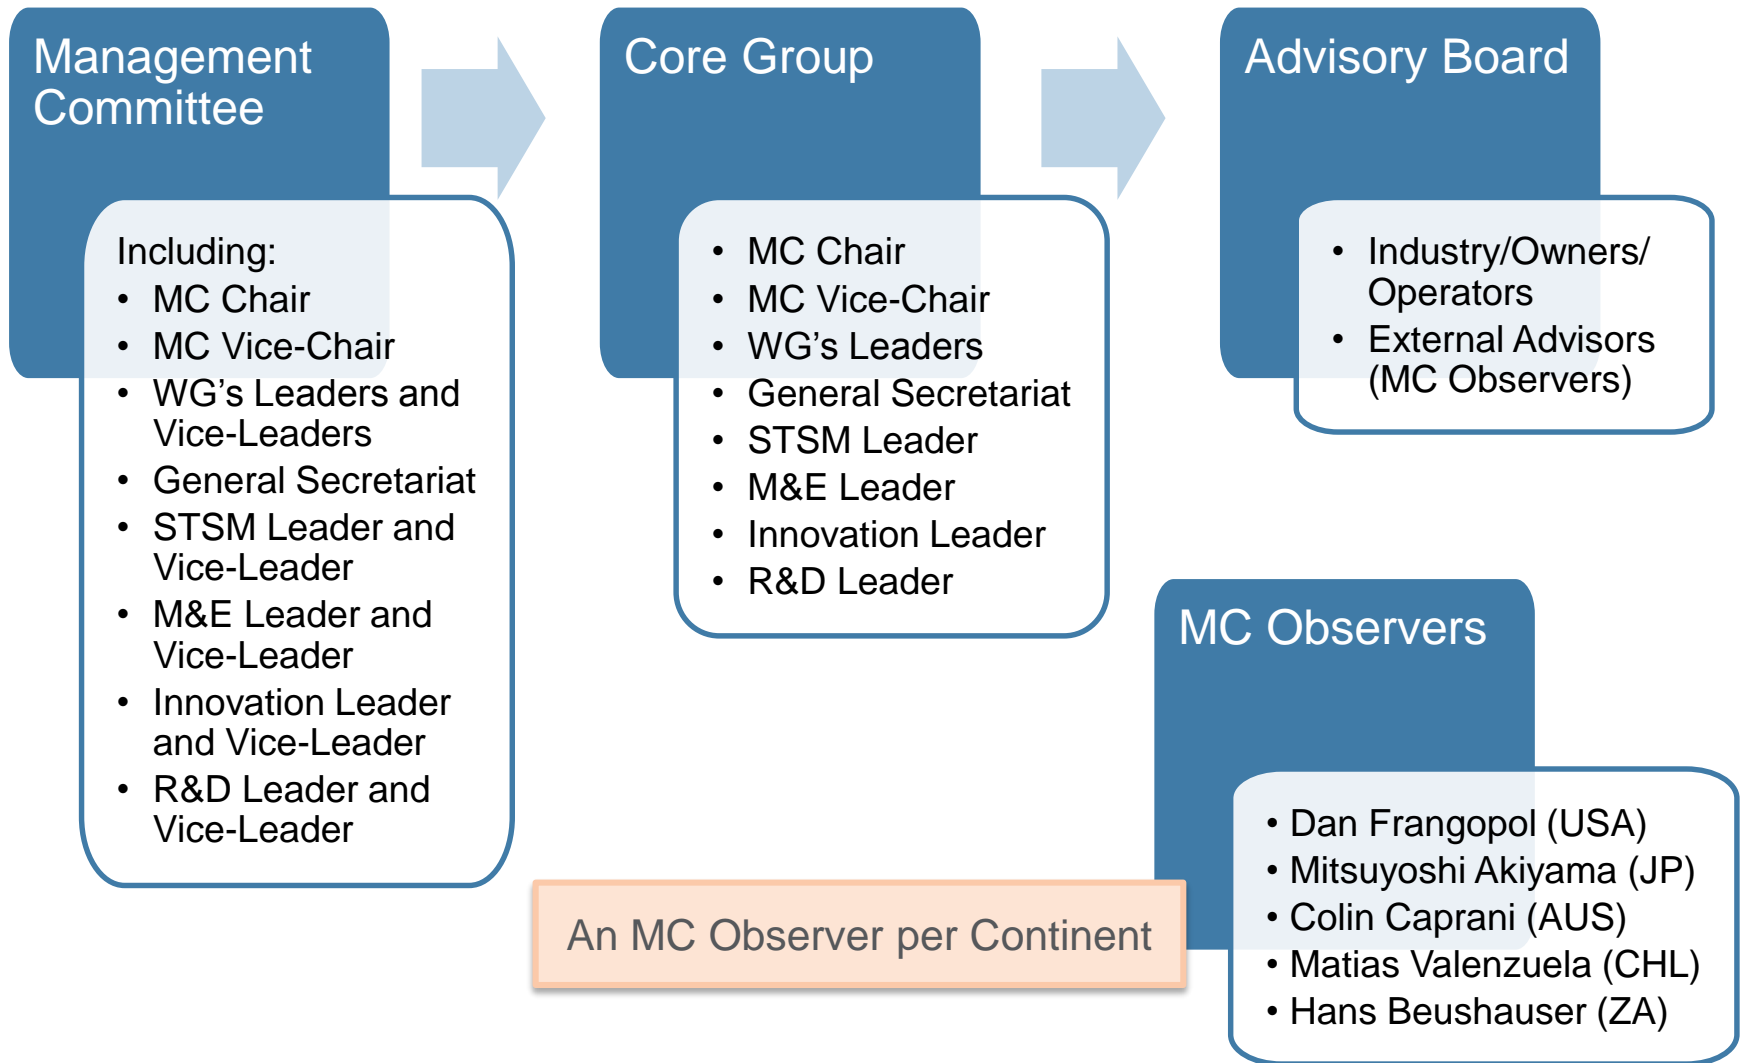 Management
Committee
Including:
• MC Chair
• MC Vice-Chair
• WG’s Leaders and
Vice-Leaders
• General Secretariat
• STSM Leader and
Vice-Leader
• M&E Leader and
Vice-Leader
• Innovation Leader
and Vice-Leader
• R&D Leader and
Vice-Leader
Core Group
• MC Chair
• MC Vice-Chair
• WG’s Leaders
• General Secretariat
• STSM Leader
• M&E Leader
• Innovation Leader
• R&D Leader
Advisory Board
• Industry/Owners/
Operators
• External Advisors
(MC Observers)
MC Observers
• Dan Frangopol (USA)
• Mitsuyoshi Akiyama (JP)
• Colin Caprani (AUS)
• Matias Valenzuela (CHL)
• Hans Beushauser (ZA)
An MC Observer per Continent